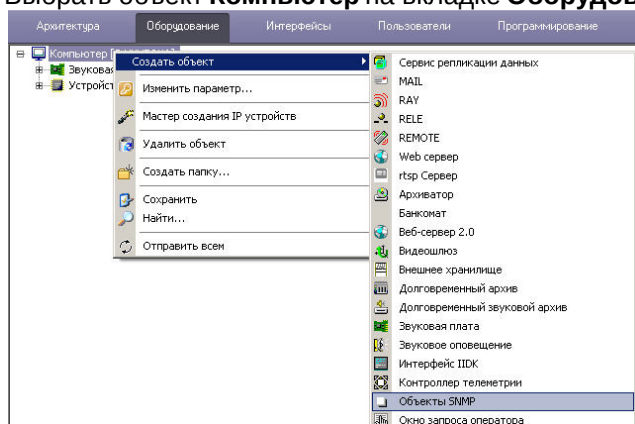 Выбрать объект Компьютер на вкладке Оборудов
Архитектура Оборудование Интерфейсы Пользователи Программирование
Компьютер
Звуковая
Устройст
Создать объект
Изменить параметр...
Мастер создания IP устройств
Удалить объект
Создать папку...
Сохранить
Найти...
Отправить всем
Сервис репликации данных
MAIL
RAY
RELE
REMOTE
Web сервер
rtsp Сервер
Архиватор
Банкомат
Веб-сервер 2.0
Видеошлюз
Внешнее хранилище
Долговременный архив
Долговременный звуковой архив
Звуковая плата
Звуковое оповещение
Интерфейс IIDK
Контроллер телеметрии
Объекты SNMP
Окно запроса оператора